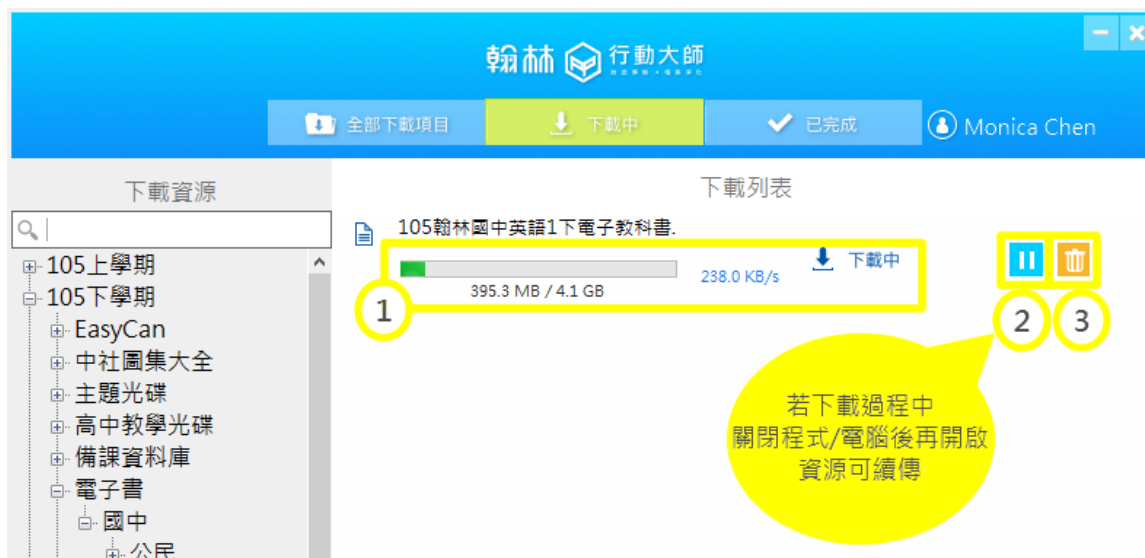 翰林 行動大師
全部下載項目
下載中
已完成
Monica Chen
下載資源
下載列表
105翰林國中英語1下電子教科書.
下載中
238.0 KB/s
395.3 MB / 4.1 GB
1
2
3
若下載過程中
關閉程式/電腦後再開啟
資源可續傳
105上學期
105下學期
EasyCan
中社圖集大全
主題光碟
高中教學光碟
備課資料庫
電子書
國中
公民